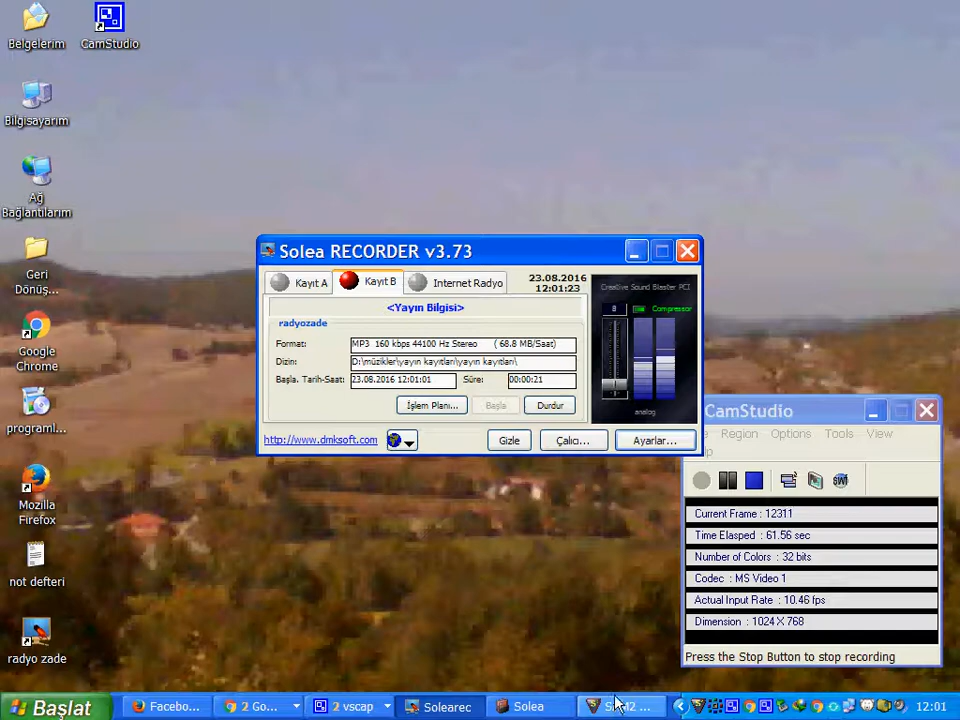 Belgelerim
CamStudio
Bilgisayarım
Ağ
Bağlantılarım
Geri
Dönüş...
Google
Chrome
programl...
Mozilla
Firefox
not defteri
radyo zade
Solea RECORDER v3.73
Kayıt A
Kayıt B
Internet Radyo
23.08.2016
12:01:23
<Yayın Bilgisi>
radyozade
Format:
MP3 160 kbps 44100 Hz Stereo ( 68.8 MB/Saat)
Dizin:
D:\müzikler\yayın kayıtları\yayın kayıtları\
Başla. Tarih-Saat:
23.08.2016 12:01:01
Süre:
00:00:21
İşlem Planı...
Başla
Durdur
Creative Sound Blaster PCI
8
Compressor
analog
http://www.dmksoft.com
Gizle
Çalıcı...
Ayarlar...
CamStudio
Region
Options
Tools
View
Current Frame : 12311
Time Elasped : 61.56 sec
Number of Colors : 32 bits
Codec : MS Video 1
Actual Input Rate : 10.46 fps
Dimension : 1024 X 768
Press the Stop Button to stop recording
Başlat
Facebo...
2 Go...
2 vscap
Solearec
Solea
12:01